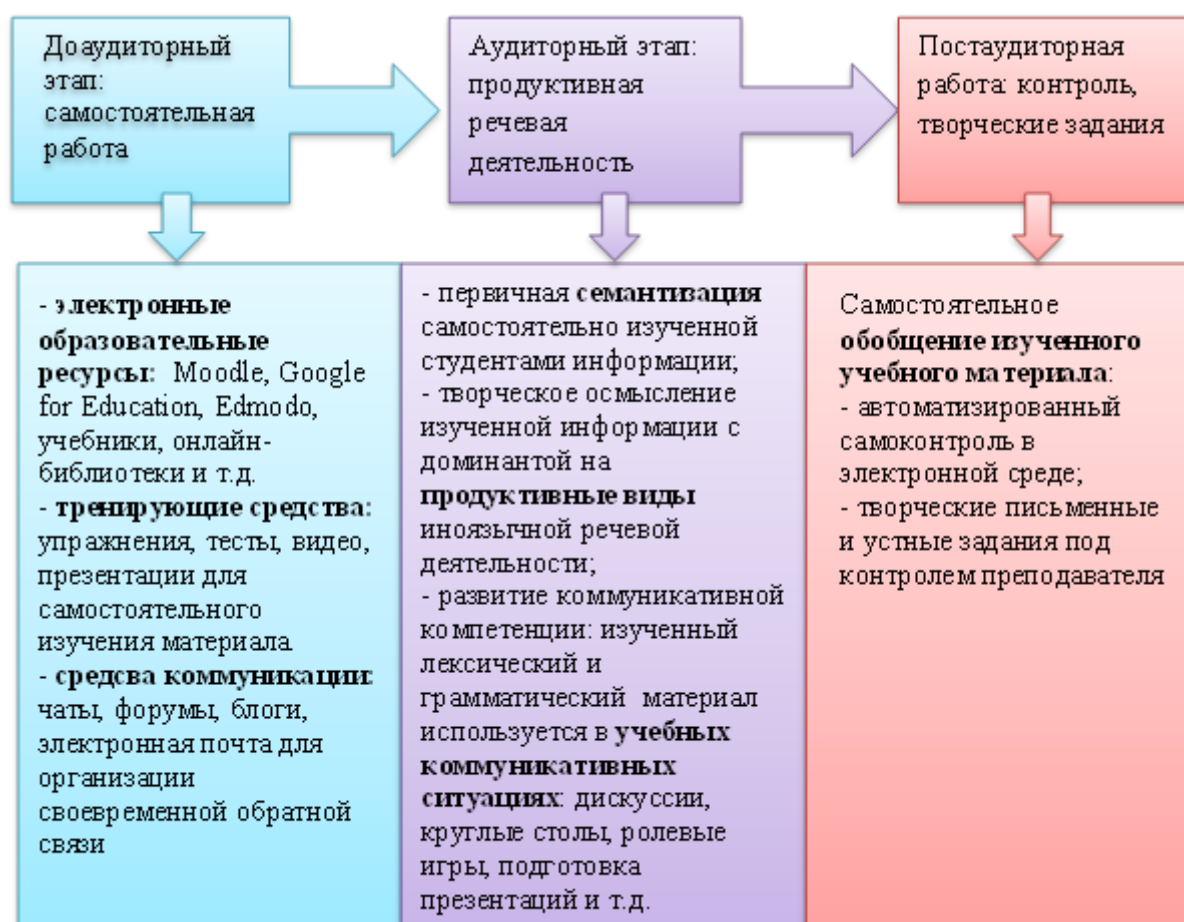 Доаудиторный
этап:
самостоятельная
работа
Аудиторный этап:
продуктивная
речевая
деятельность
Постаудиторная
работа: контроль,
творческие задания
- электронные
образовательные
ресурсы: Moodle, Google
for Education, Edmodo,
учебники, онлайн-
библиотеки и т.д.
- тренирующие средства:
упражнения, тесты, видео,
презентации для
самостоятельного
изучения материала
- средсва коммуникации:
чаты, форумы, блоги,
электронная почта для
организации
своевременной обратной
связи
- первичная семантизация
самостоятельно изученной
студентами информации;
- творческое осмысление
изученной информации с
доминантой на
продуктивные виды
иноязычной речевой
деятельности;
- развитие коммуникативной
компетенции: изученный
лексический и
грамматический материал
используется в учебных
коммуникативных
ситуациях: дискуссии,
круглые столы, ролевые
игры, подготовка
презентаций и т.д.
Самостоятельное
обобщение изученного
учебного материала:
- автоматизированный
самоконтроль в
электронной среде;
- творческие письменные
и устные задания под
контролем преподавателя